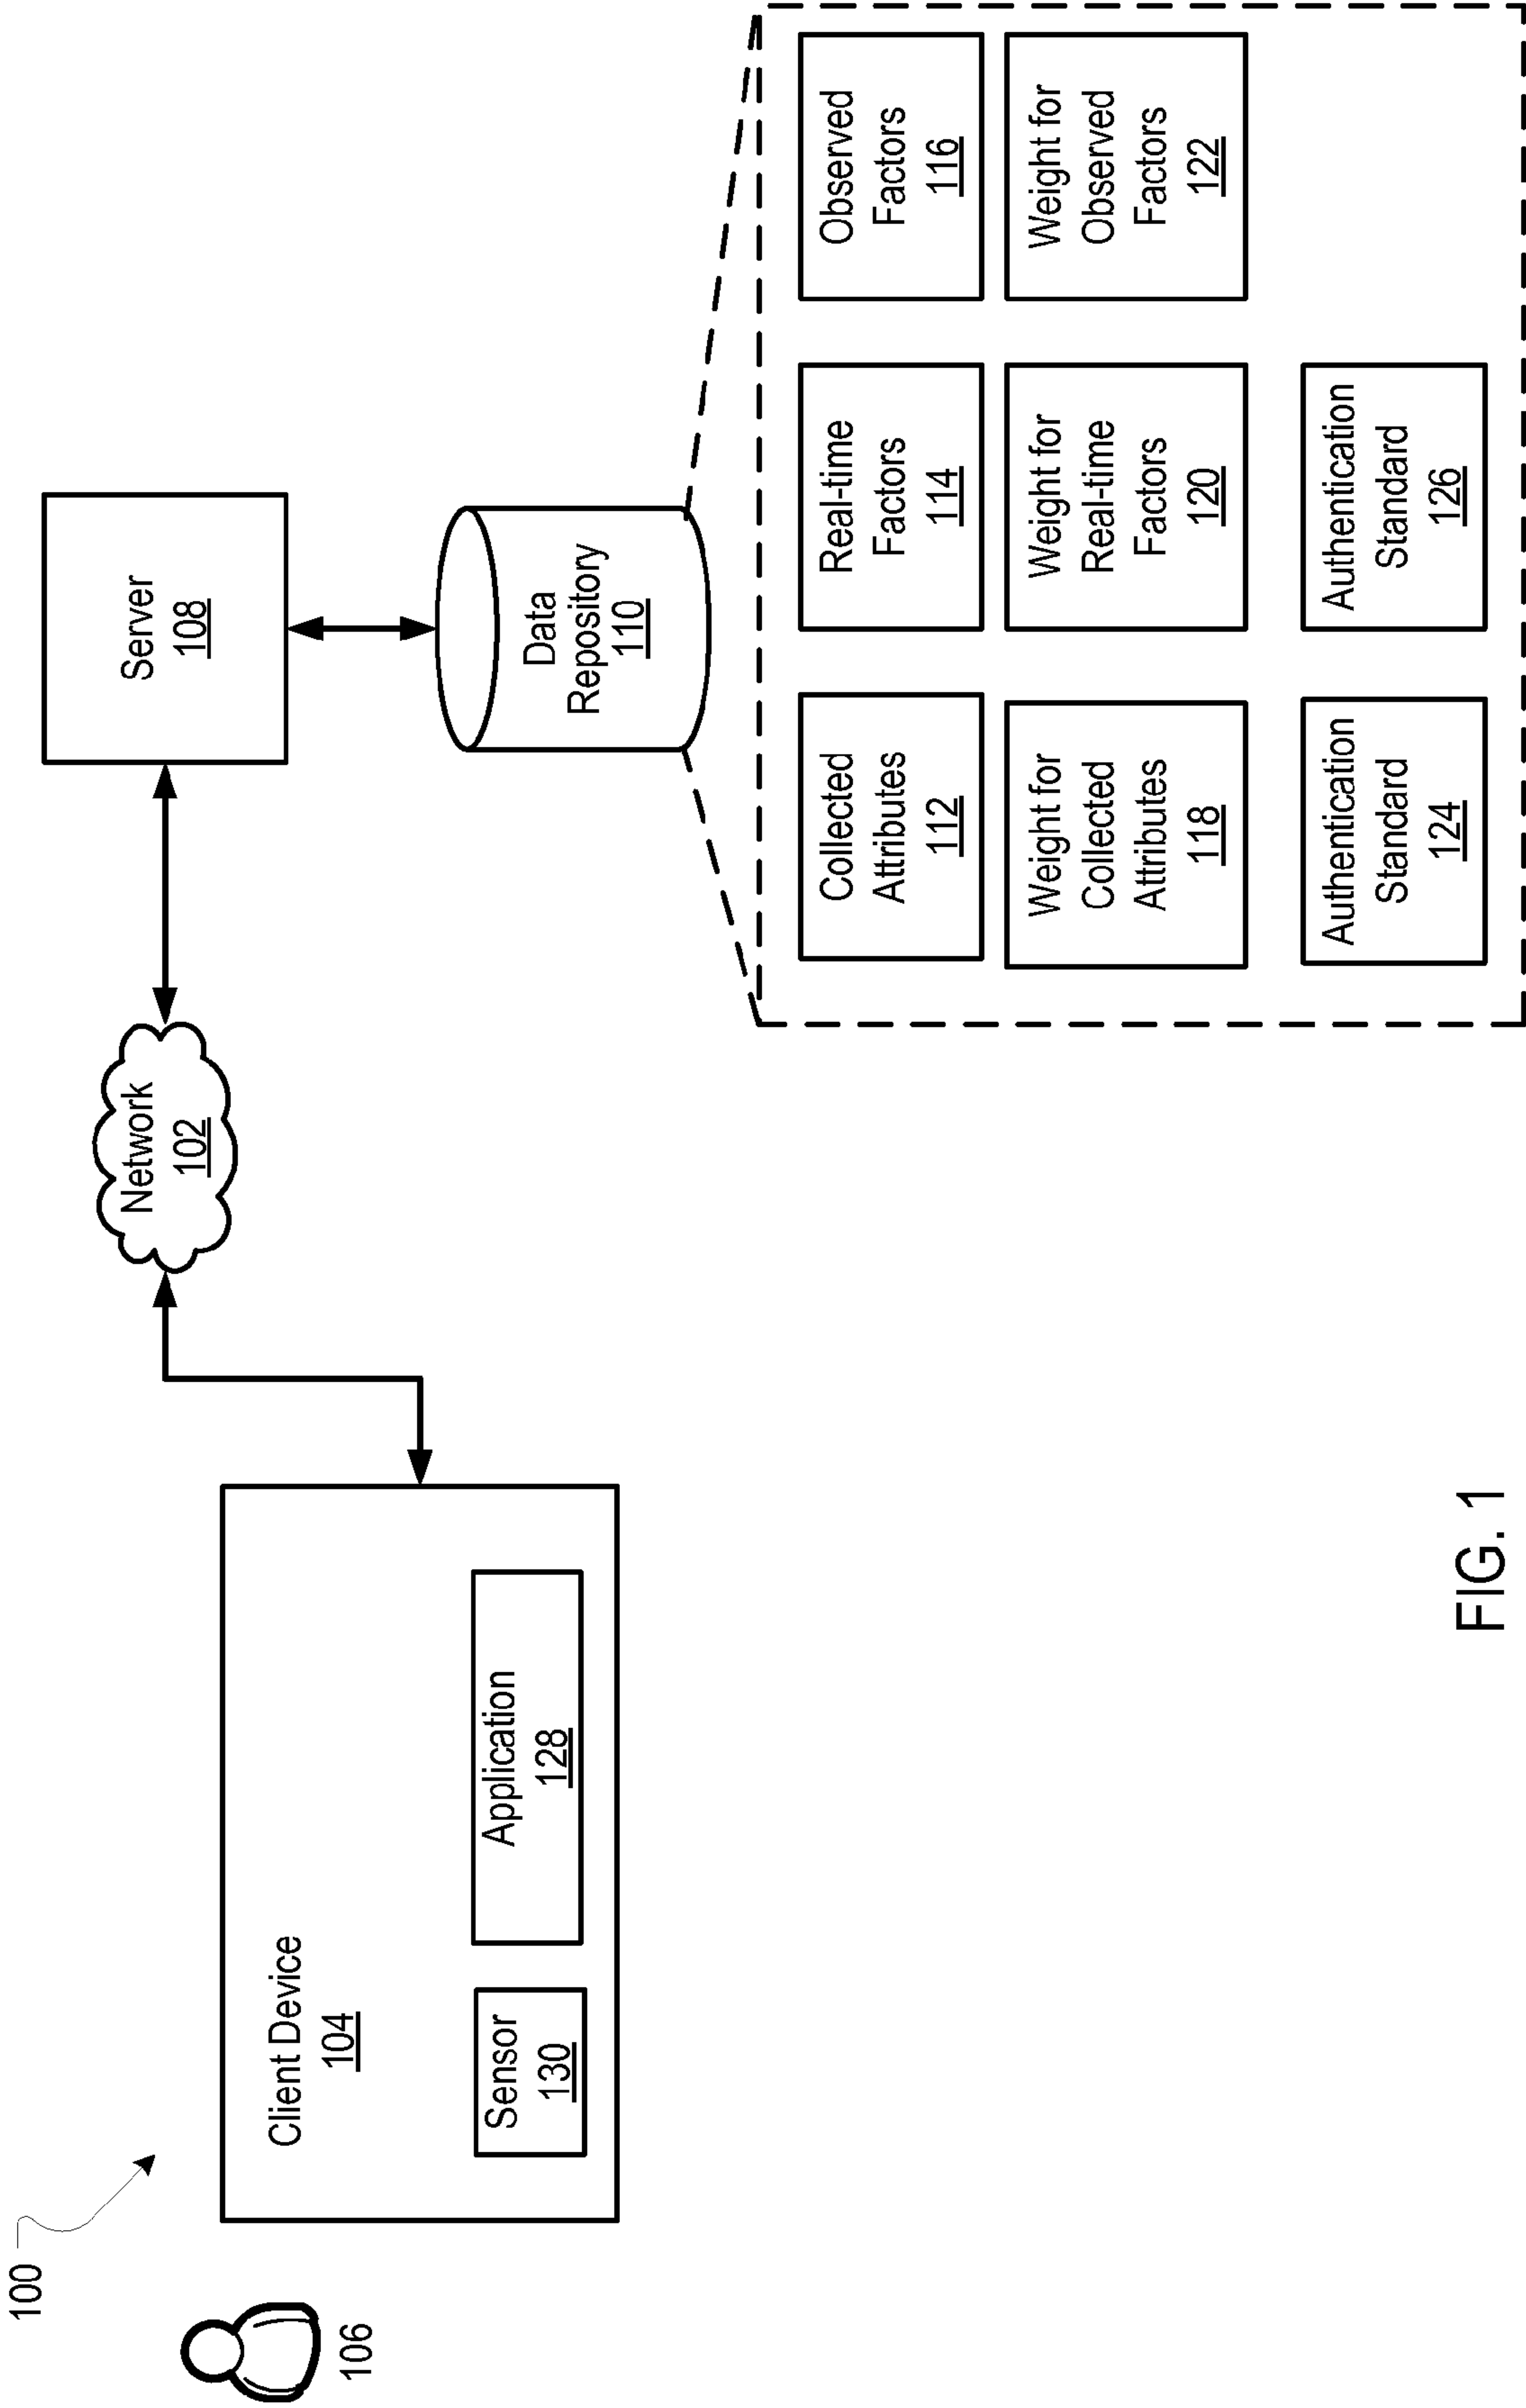 100
106
Client Device
104
Sensor
130
Application
128
Network
102
Server
108
Data
Repository
110
Collected
Attributes
112
Real-time
Factors
114
Observed
Factors
116
Weight for
Collected
Attributes
118
Weight for
Real-time
Factors
120
Weight for
Observed
Factors
122
Authentication
Standard
124
Authentication
Standard
126
FIG. 1